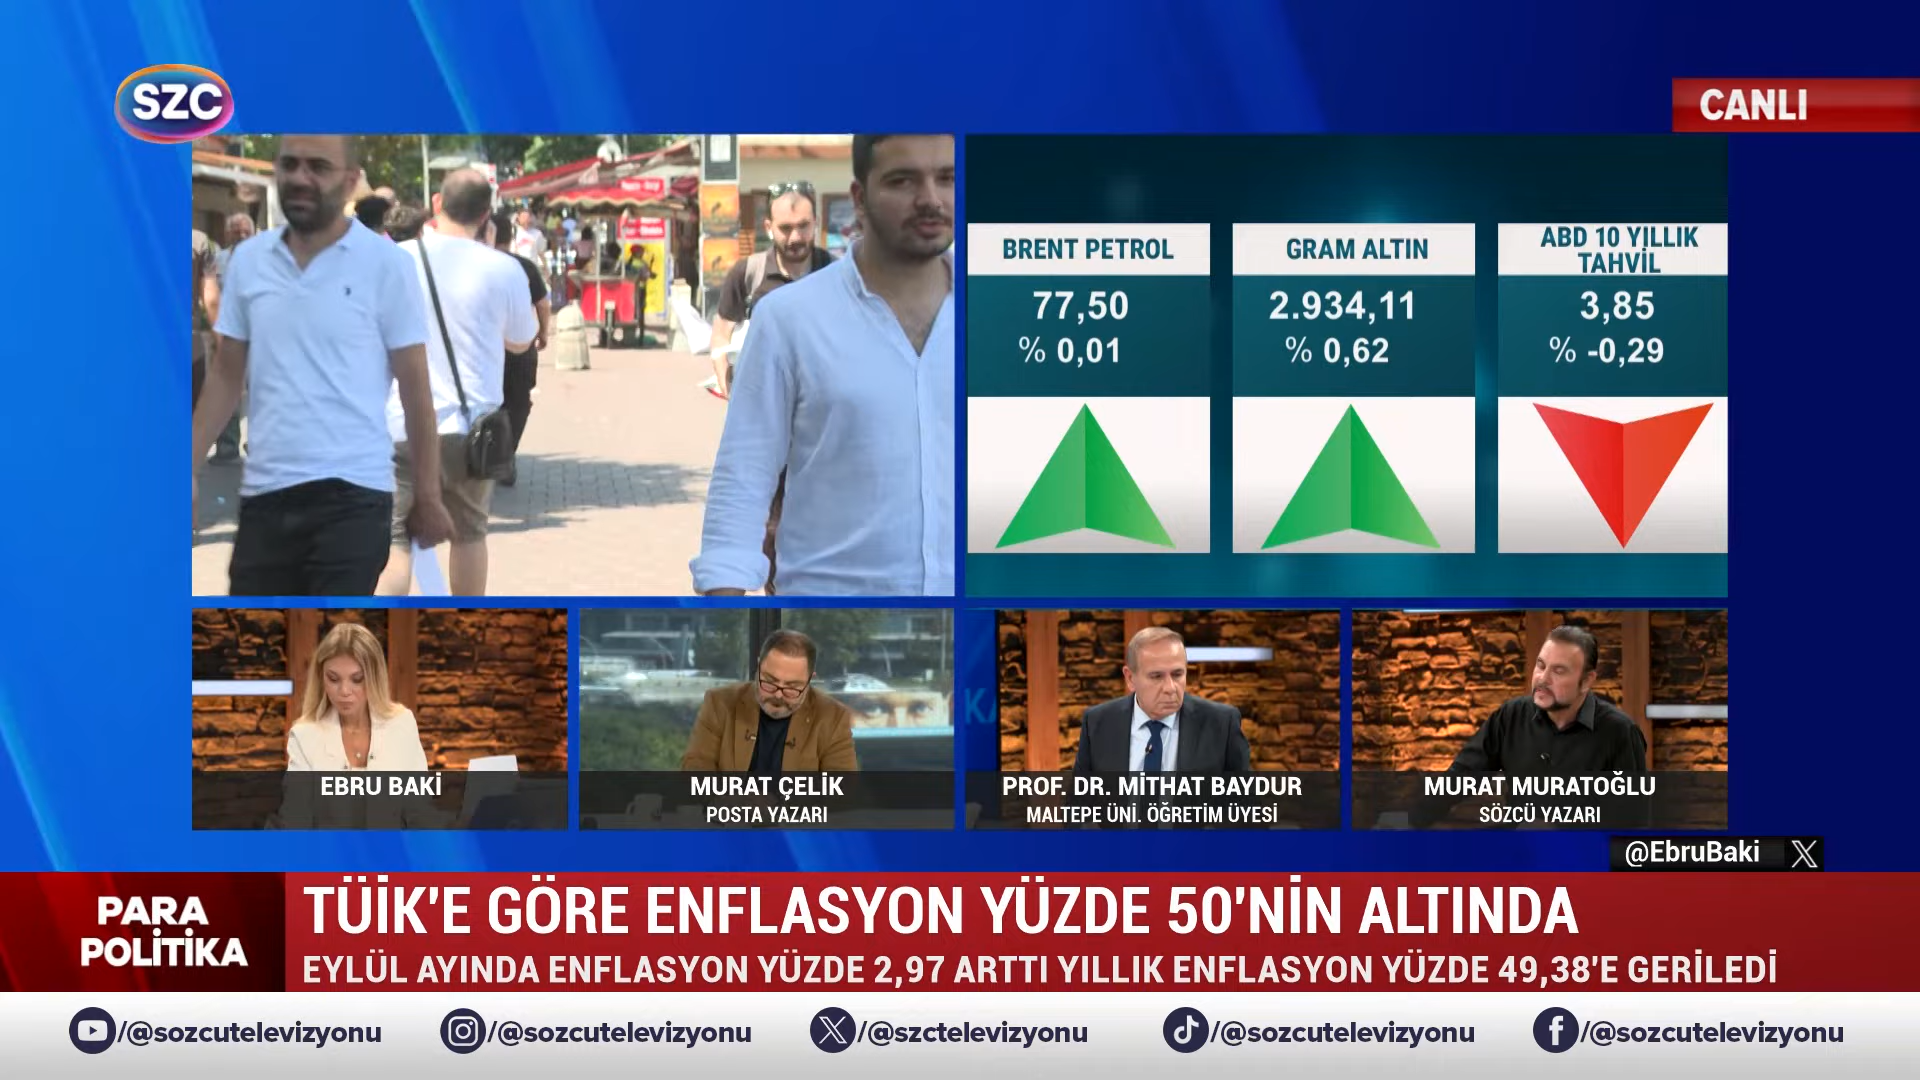 SZC
CANLI
BRENT PETROL
77,50
% 0,01
GRAM ALTIN
2.934,11
% 0,62
ABD 10 YILLIK
TAHVİL
3,85
% -0,29
EBRU BAKİ
MURAT ÇELİK
POSTA YAZARI
PROF. DR. MİTHAT BAYDUR
MALTEPE ÜNİ. ÖĞRETİM ÜYESİ
MURAT MURATOĞLU
SÖZCÜ YAZARI
@EbruBaki
PARA
POLİTİKA
TÜİK'E GÖRE ENFLASYON YÜZDE 50'NİN ALTINDA
EYLÜL AYINDA ENFLASYON YÜZDE 2,97 ARTTI YILLIK ENFLASYON YÜZDE 49,38'E GERİLEDİ
/@sozcutelevizyonu
/@sozcutelevizyonu
/@szctelevizyonu
/@sozcutelevizyonu
/@sozcutelevizyonu